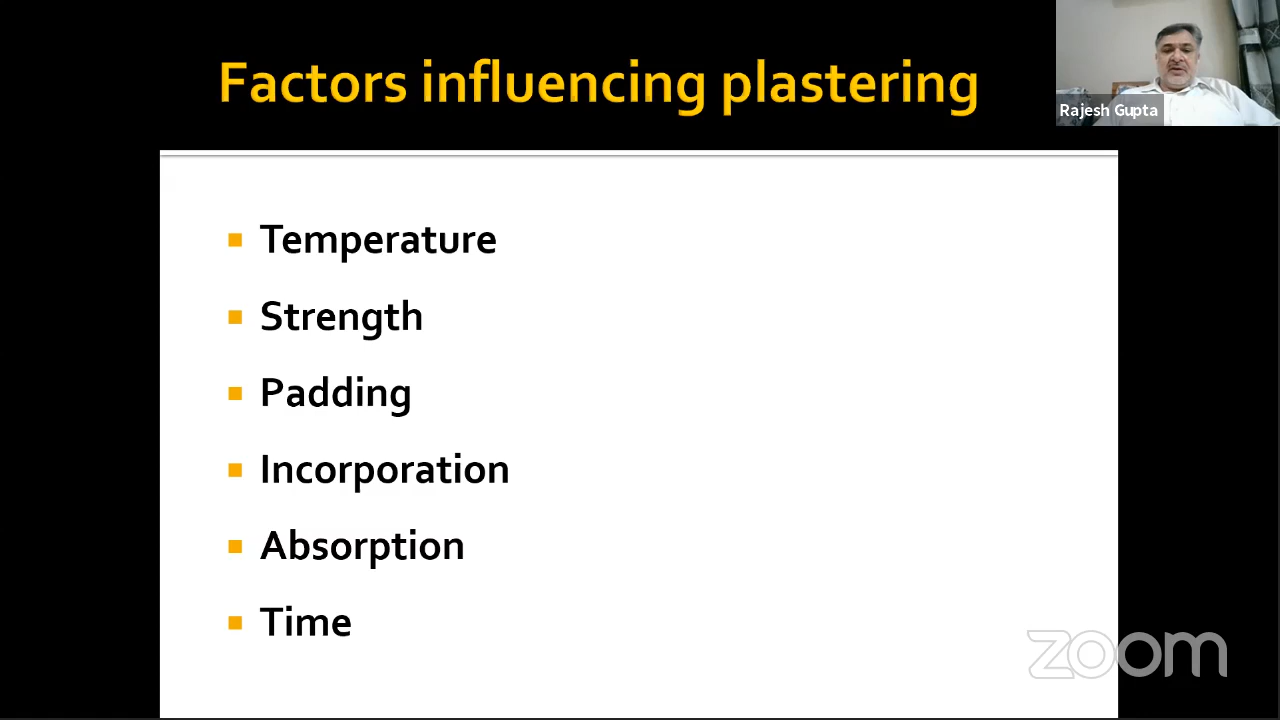 Factors influencing plastering
Rajesh Gupta
Temperature
Strength
Padding
Incorporation
Absorption
Time
zoom